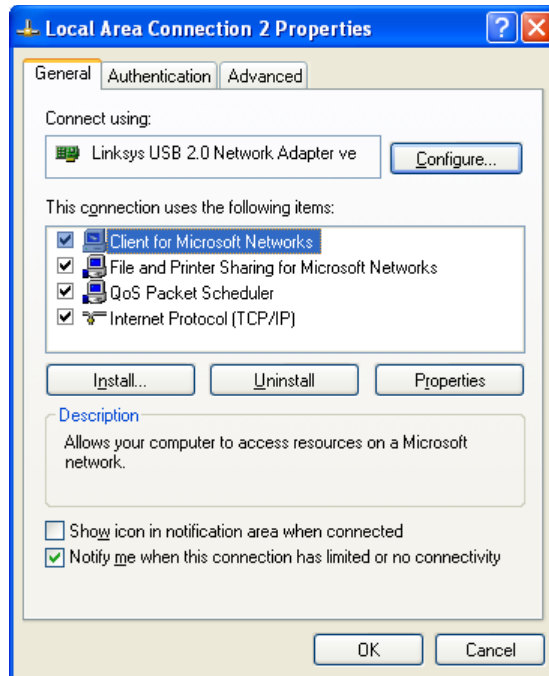 Local Area Connection 2 Properties
General Authentication Advanced
Connect using:
Linksys USB 2.0 Network Adapter ve
Configure...
This connection uses the following items:
Client for Microsoft Networks
File and Printer Sharing for Microsoft Networks
QoS Packet Scheduler
Internet Protocol (TCP/IP)
Install... Uninstall Properties
Description
Allows your computer to access resources on a Microsoft
network.
Show icon in notification area when connected
Notify me when this connection has limited or no connectivity
OK Cancel